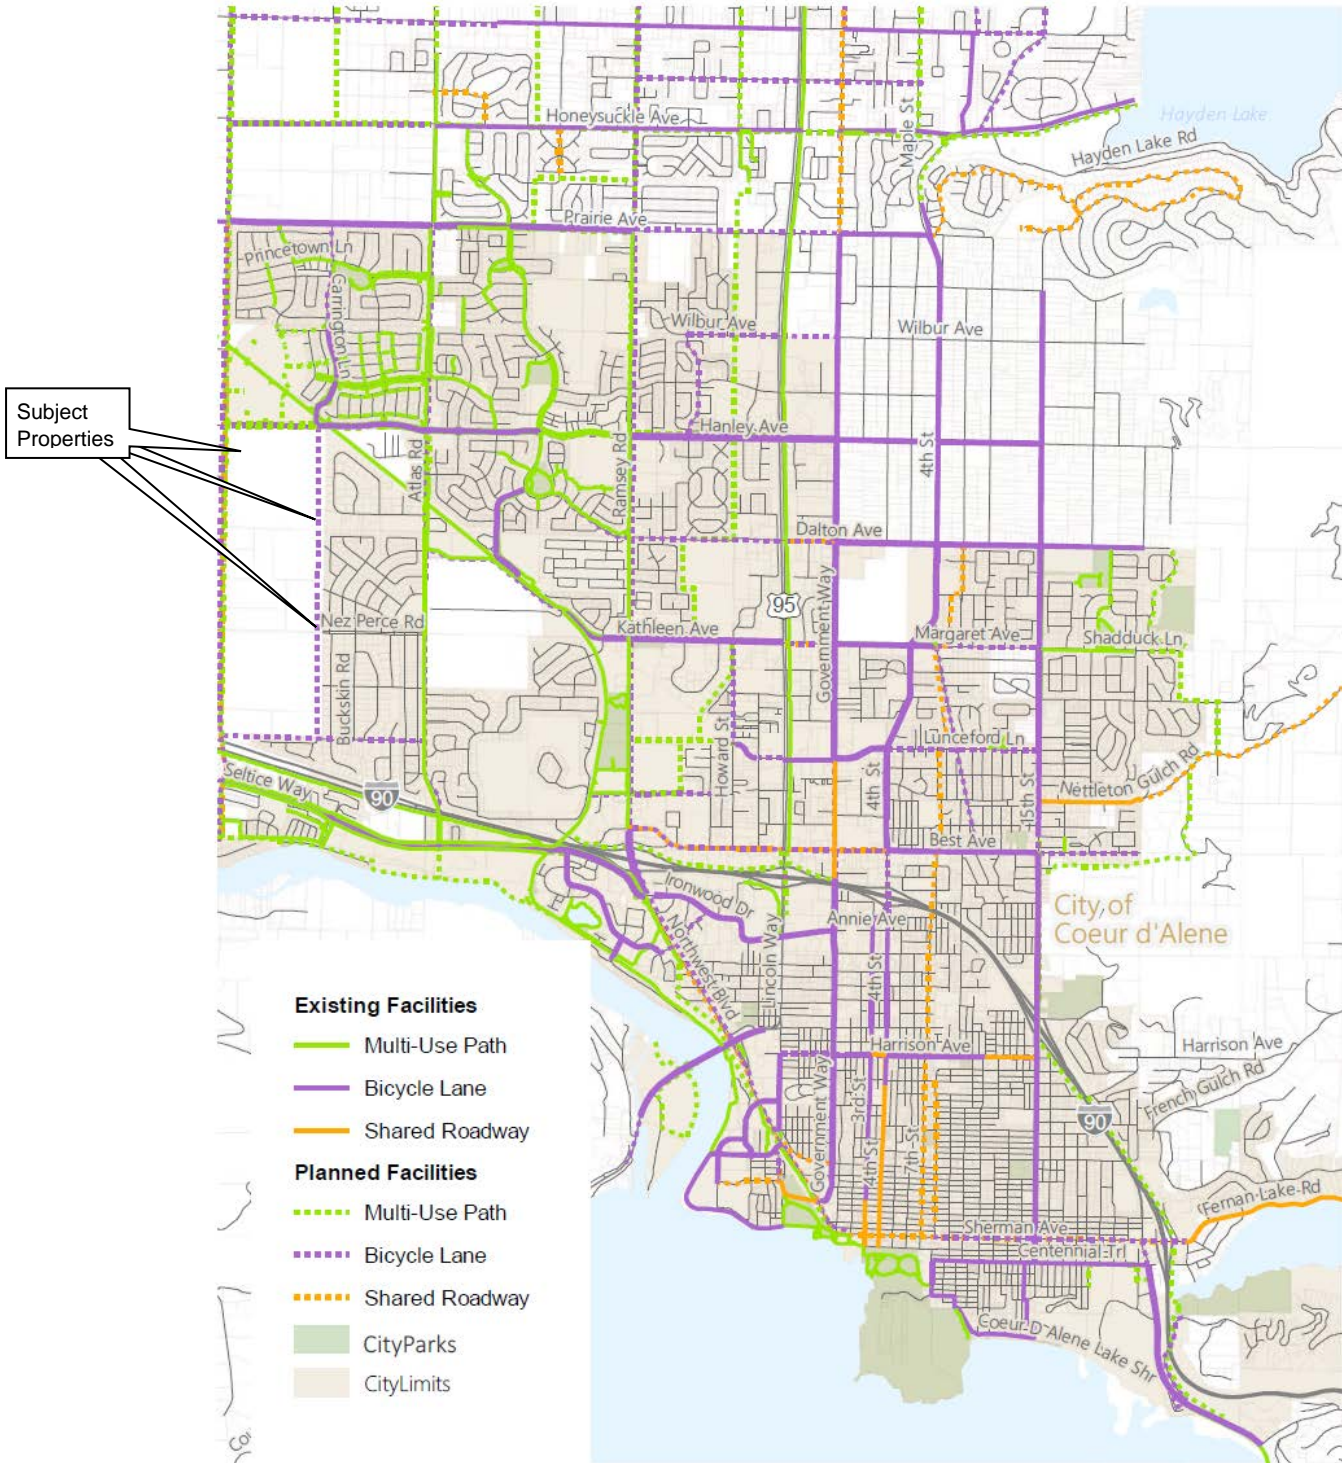 Honeysuckle Ave
Maple St
Hayden Lake
Hayden Lake Rd
Prairie Ave
Princetown Ln
Carrington Ln
Wilbur Ave
Wilbur Ave
Subject
Properties
Hanley Ave
Atlas Rd
Ramsey Rd
4th St
Dalton Ave
95
Government Way
Nez Perce Rd
Kathleen Ave
Margaret Ave
Shadduck Ln
Buckskin Rd
Howard St
Lunceford Ln
4th St
15th St
Nettleton Gulch Rd
Seltice Way
90
Best Ave
Ironwood Dr
Annie Ave
City of
Coeur d'Alene
Northwest Blvd
Lincoln Way
4th St
Existing Facilities
Multi-Use Path
Bicycle Lane
Shared Roadway
Harrison Ave
Harrison Ave
French Gulch Rd
90
Government Way
3rd St
4th St
7th St
Planned Facilities
Multi-Use Path
Bicycle Lane
Shared Roadway
CityParks
CityLimits
Fernan Lake Rd
Sherman Ave
Centennial Trl
Coeur D Alene Lake Shr
Co